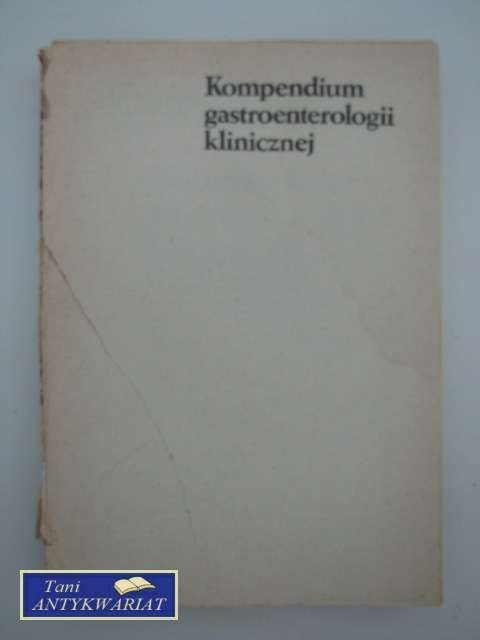 Kompendium
gastroenterologii
klinicznej
Tani
ANTYKWARIAT